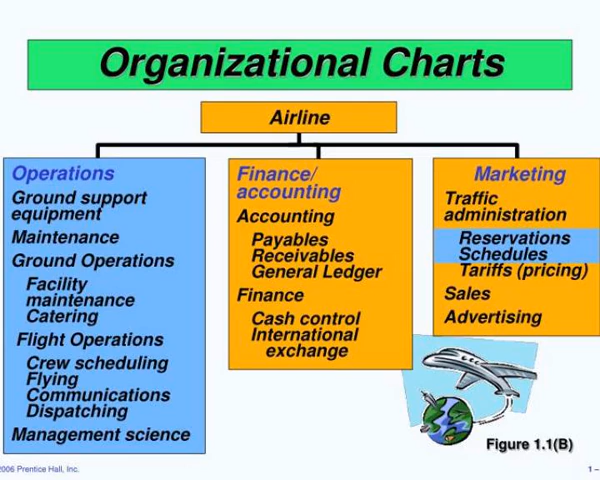 Organizational Charts
Airline
Operations
Ground support
equipment
Maintenance
Ground Operations
Facility
maintenance
Catering
Flight Operations
Crew scheduling
Flying
Communications
Dispatching
Management science
Finance/
accounting
Accounting
Payables
Receivables
General Ledger
Finance
Cash control
International
exchange
Marketing
Traffic
administration
Reservations
Schedules
Tariffs (pricing)
Sales
Advertising
Figure 1.1(B)
2006 Prentice Hall, Inc.
1 –